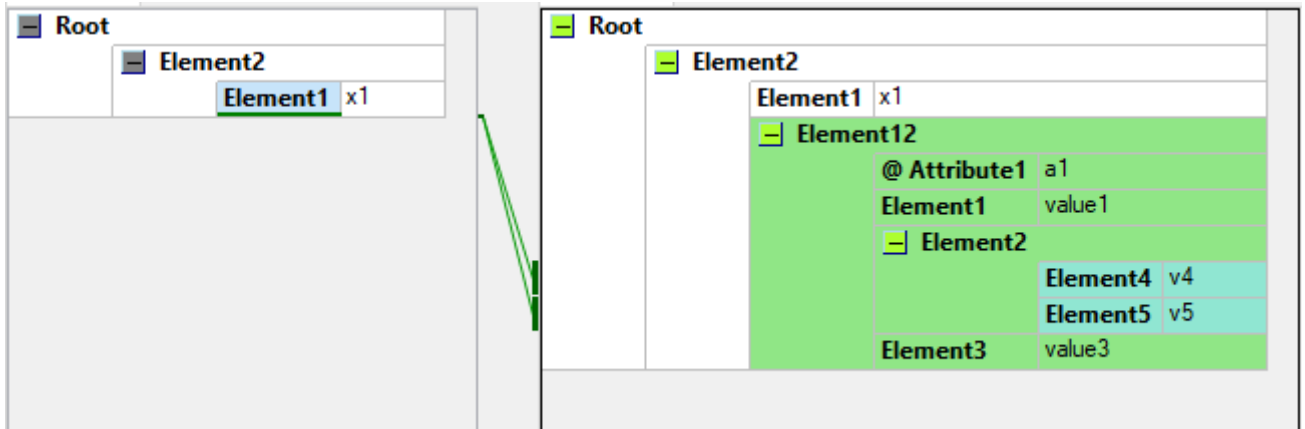 Root
Element2
Element1 x1
Root
Element2
Element1 x1
Element12
@ Attribute1 a1
Element1 value1
Element2
Element4 v4
Element5 v5
Element3 value3